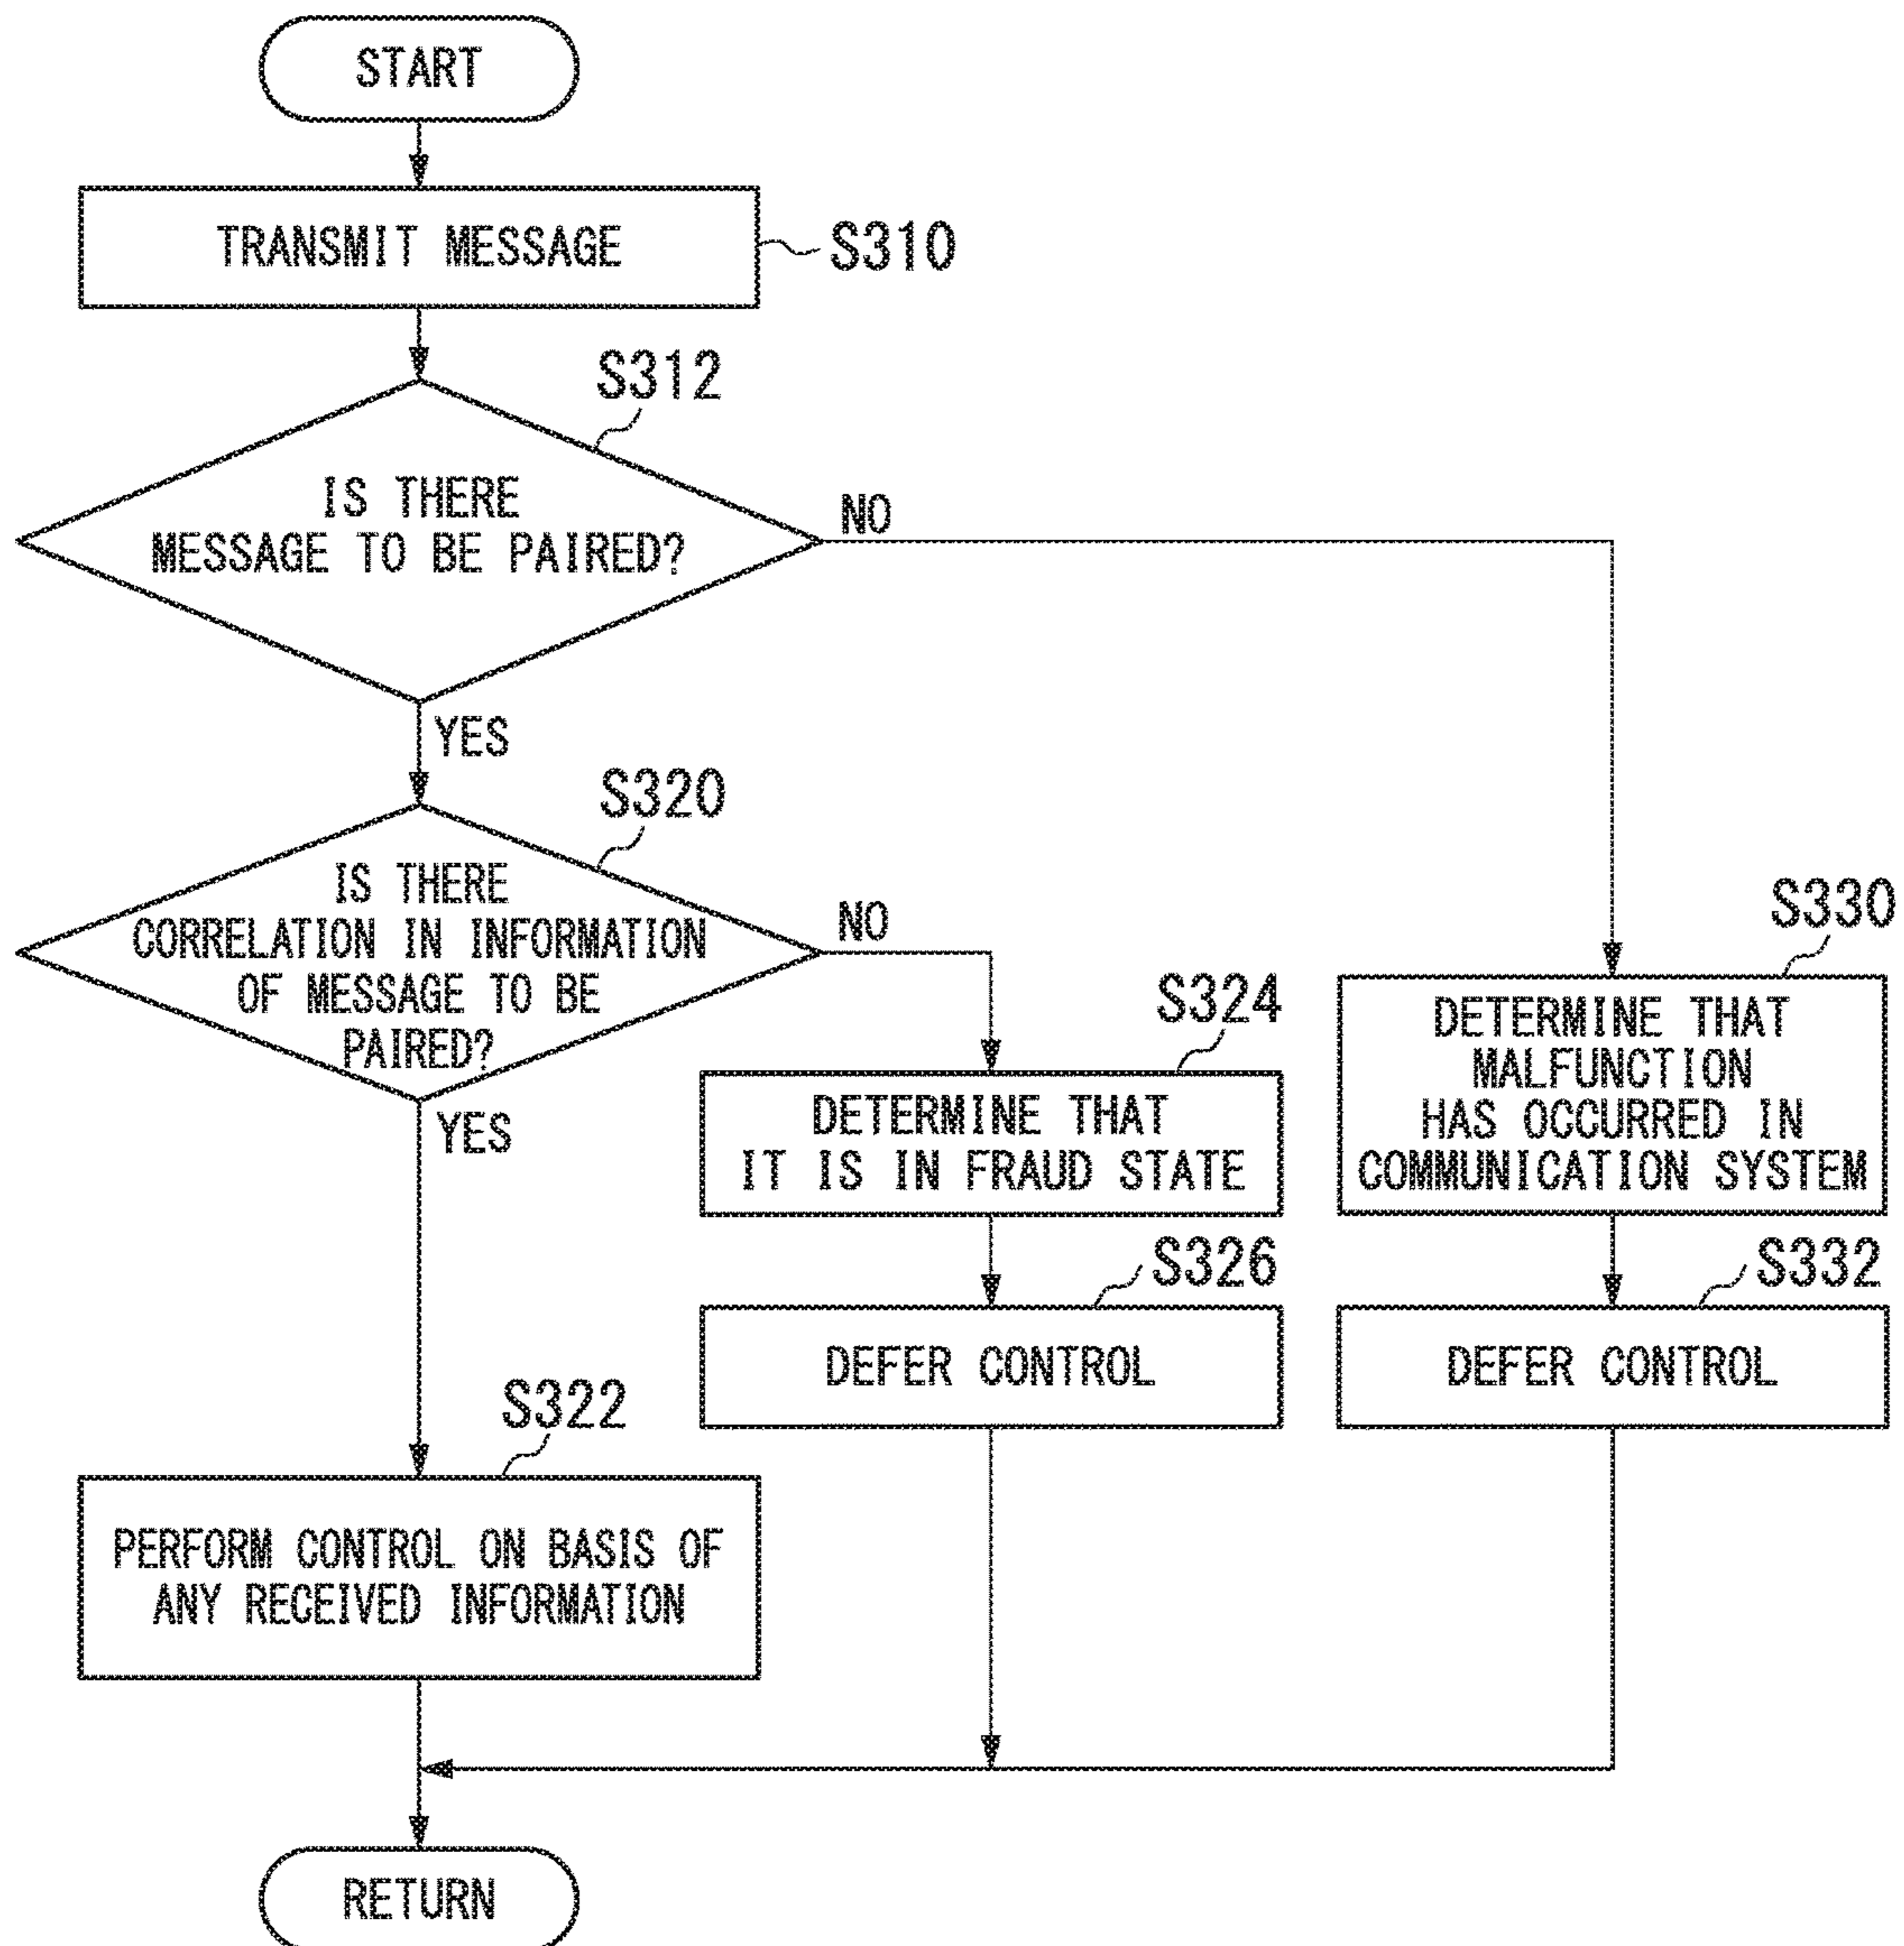 START
TRANSMIT MESSAGE
S310
S312
IS THERE
MESSAGE TO BE PAIRED?
NO
YES
S320
IS THERE
CORRELATION IN INFORMATION
OF MESSAGE TO BE
PAIRED?
NO
YES
S324
DETERMINE THAT
IT IS IN FRAUD STATE
S330
DETERMINE THAT
MALFUNCTION
HAS OCCURRED IN
COMMUNICATION SYSTEM
S326
DEFER CONTROL
S332
DEFER CONTROL
S322
PERFORM CONTROL ON BASIS OF
ANY RECEIVED INFORMATION
RETURN